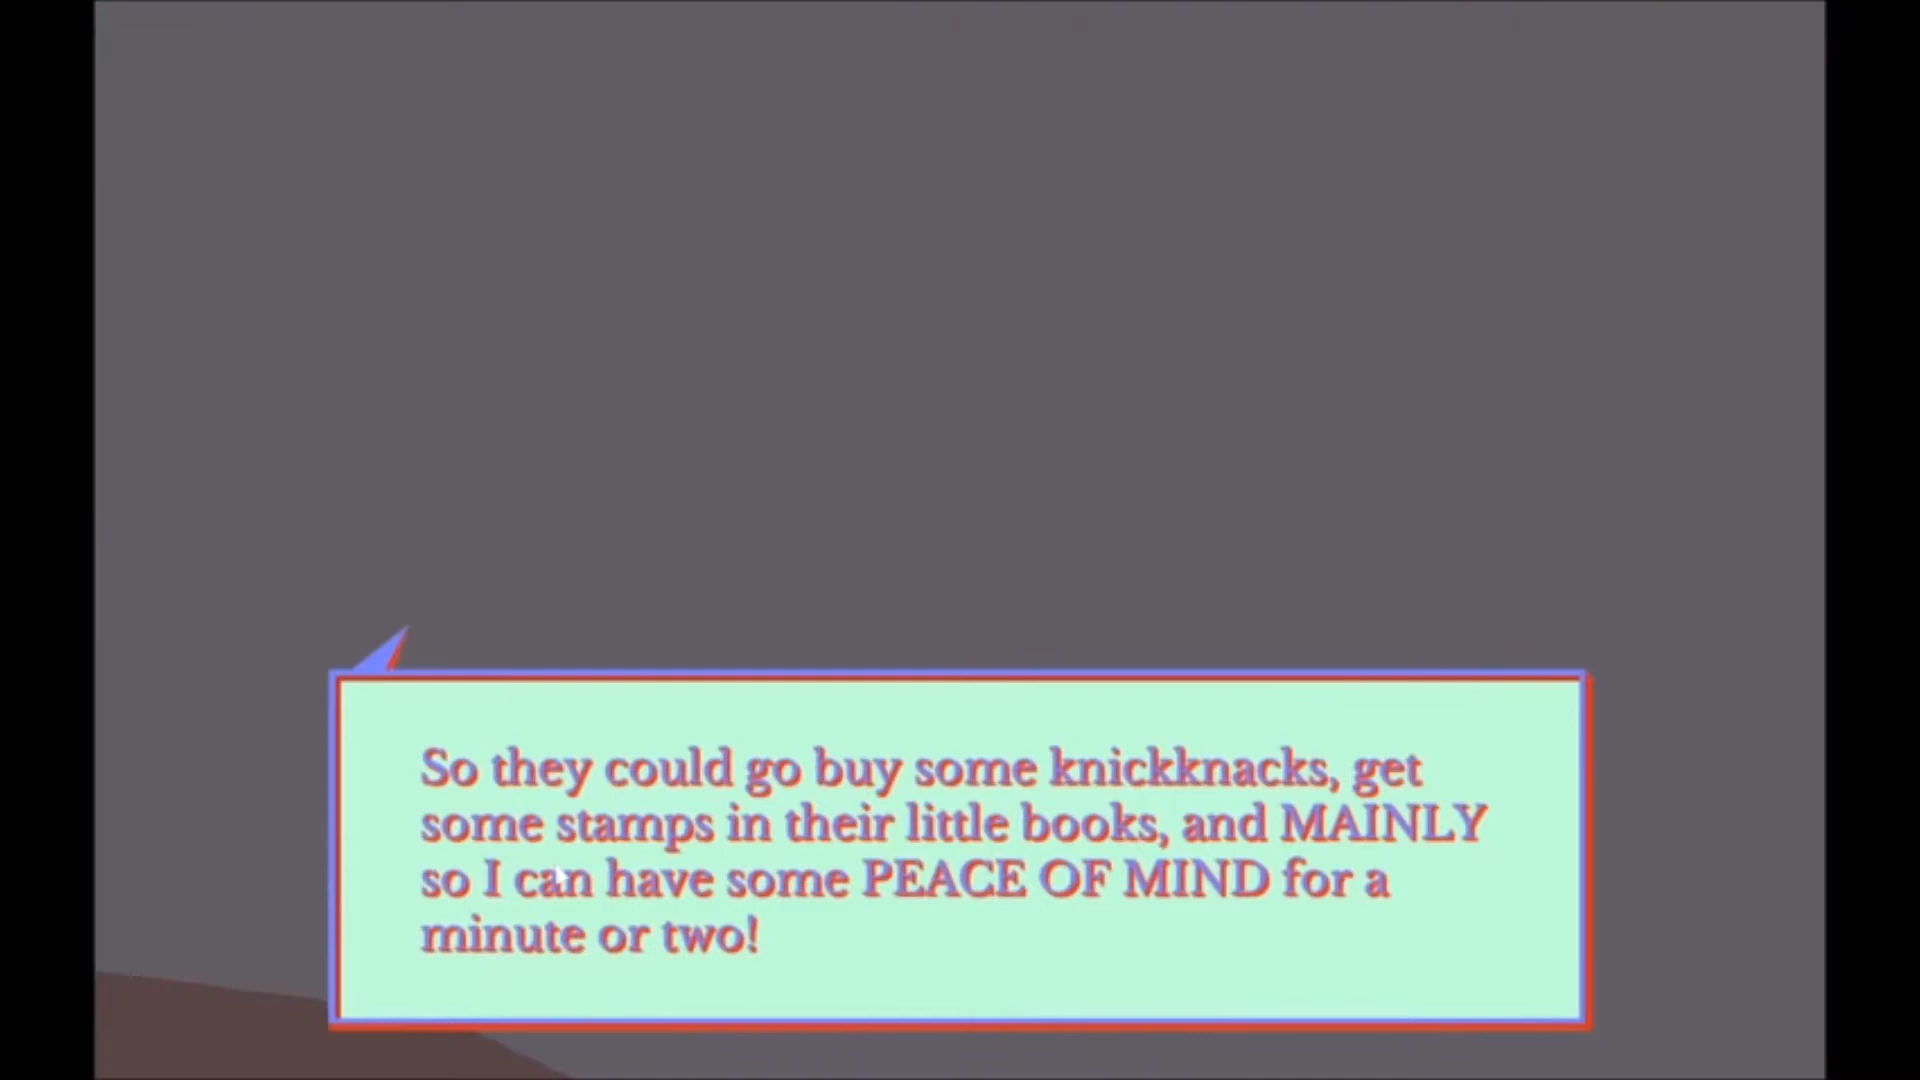 So they could go buy some knickknacks, get
some stamps in their little books, and MAINLY
so I can have some PEACE OF MIND for a
minute or two!